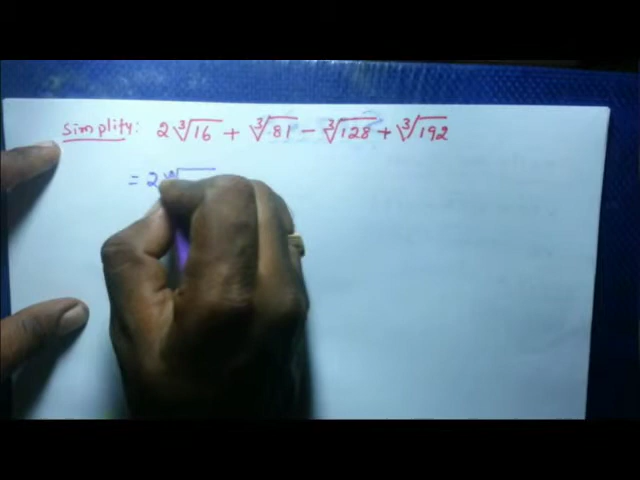 Simplify: 2∛16 + ∛81 − ∛128 + ∛192
= 2∛